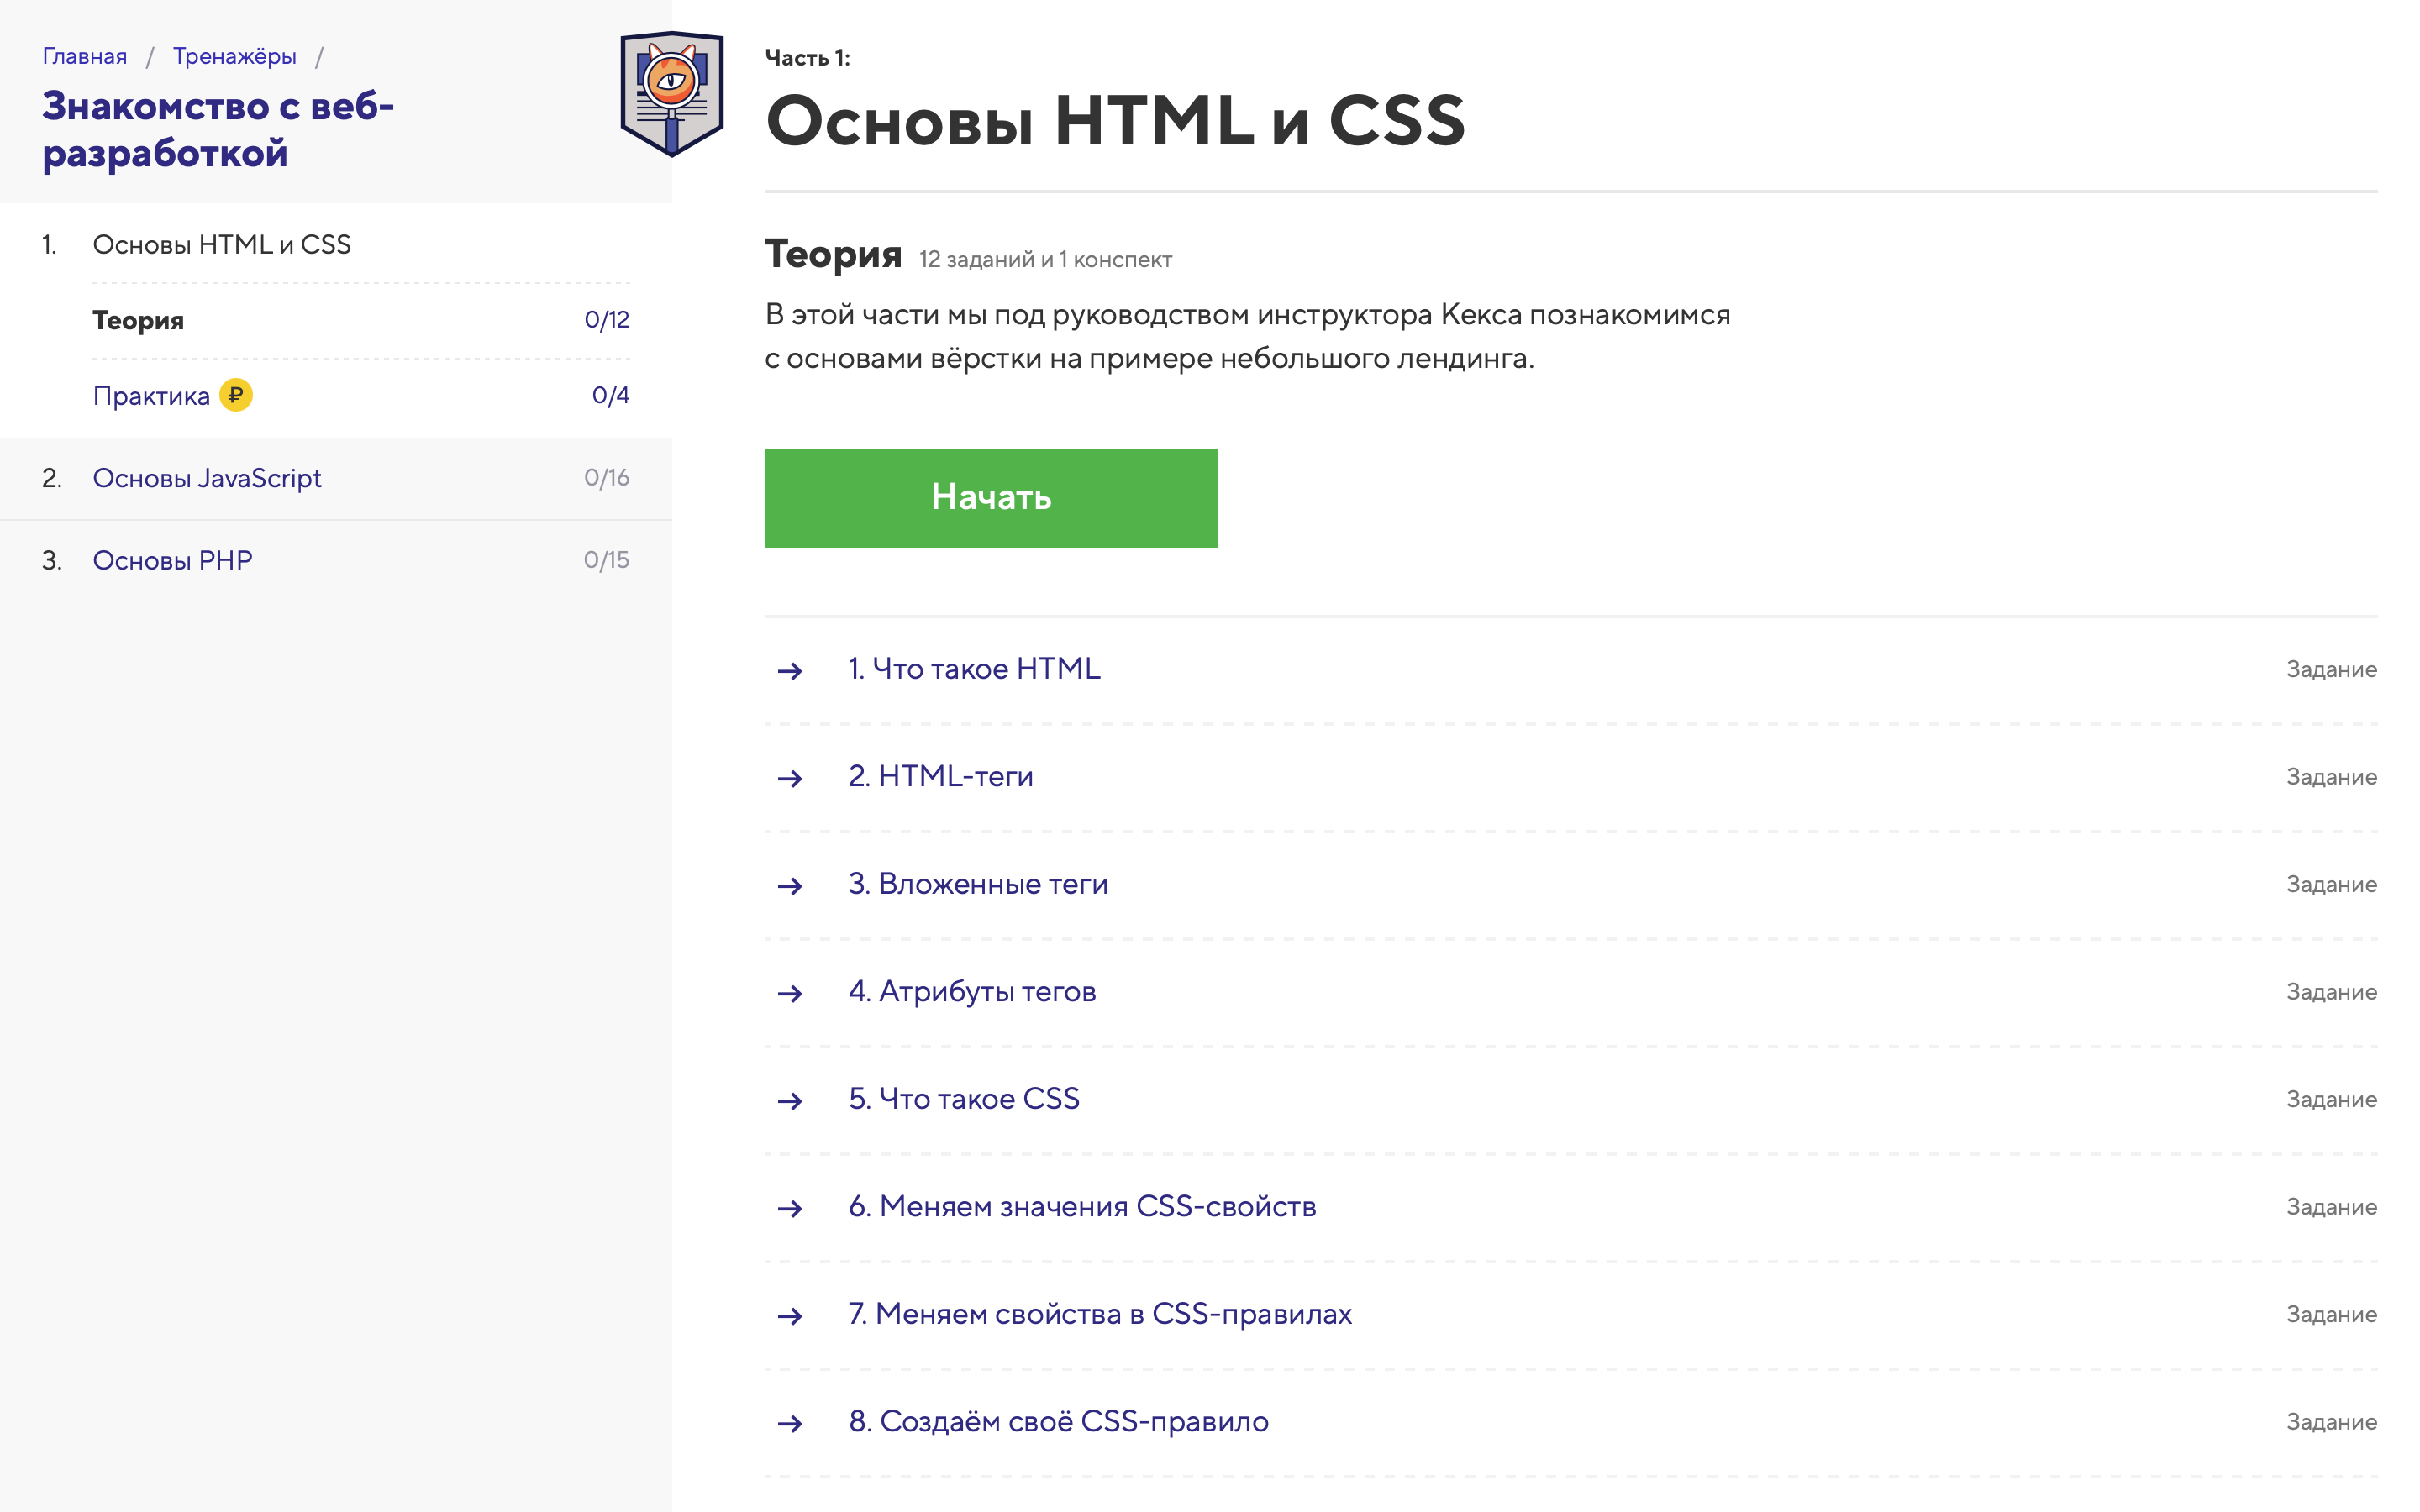 Главная / Тренажёры /
Знакомство с веб-
разработкой
1. Основы HTML и CSS
Теория 0/12
Практика ₽ 0/4
2. Основы JavaScript 0/16
3. Основы PHP 0/15
Часть 1:
Основы HTML и CSS
Теория 12 заданий и 1 конспект
В этой части мы под руководством инструктора Кекса познакомимся
с основами вёрстки на примере небольшого лендинга.
Начать
→ 1. Что такое HTML Задание
→ 2. HTML-теги Задание
→ 3. Вложенные теги Задание
→ 4. Атрибуты тегов Задание
→ 5. Что такое CSS Задание
→ 6. Меняем значения CSS-свойств Задание
→ 7. Меняем свойства в CSS-правилах Задание
→ 8. Создаём своё CSS-правило Задание